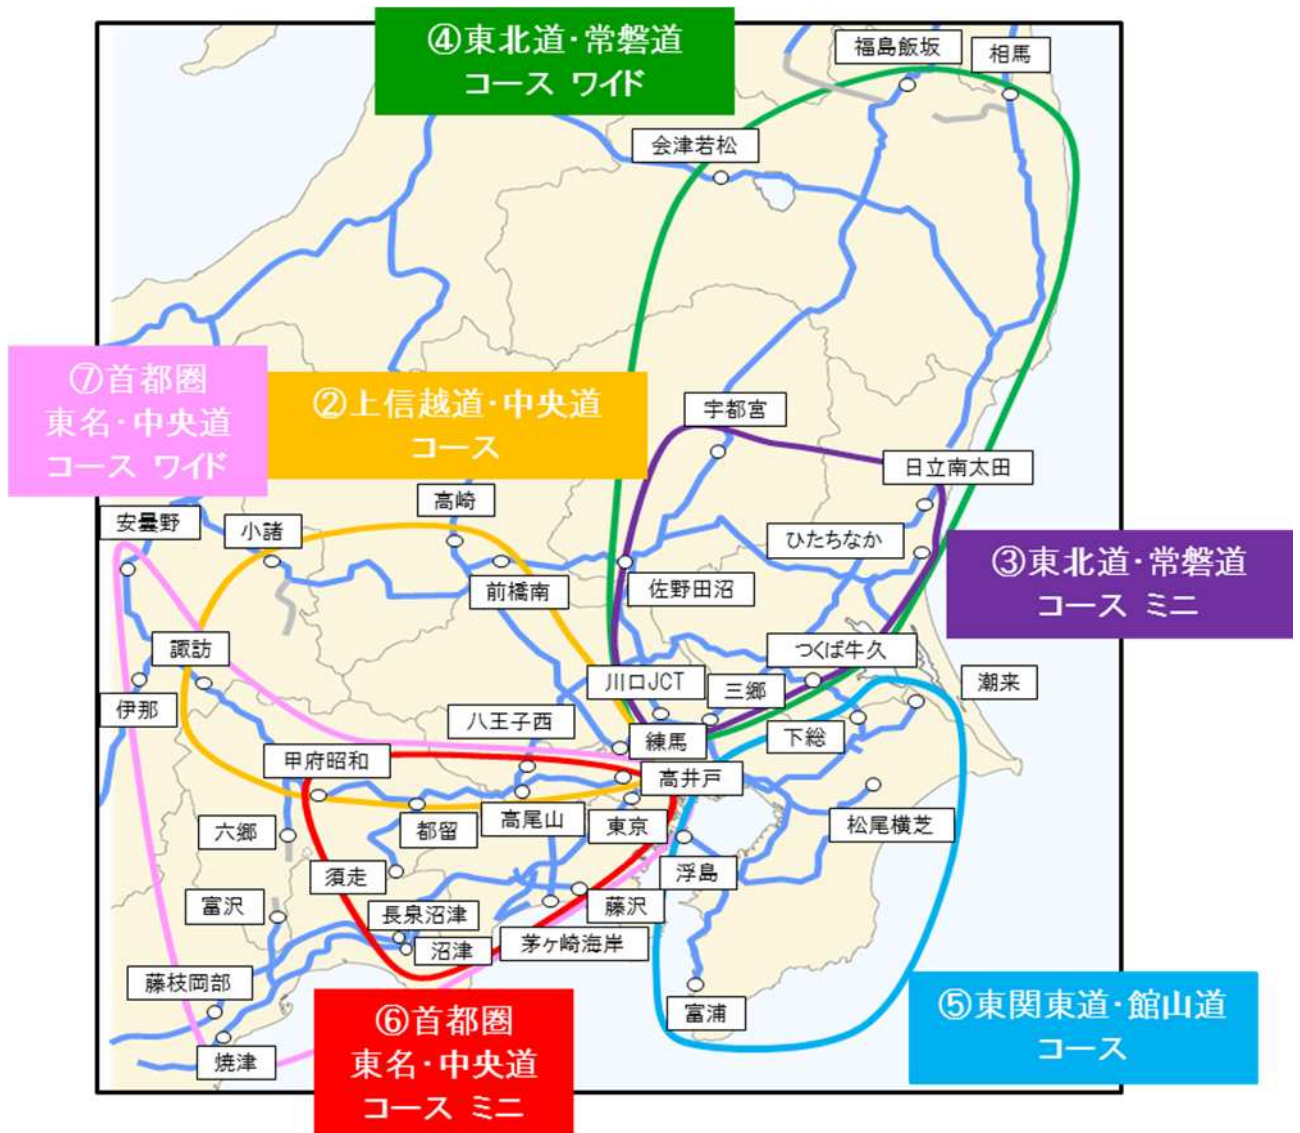 ④東北道・常磐道
コース ワイド
福島飯坂
相馬
会津若松
⑦首都圏
東名・中央道
コース ワイド
②上信越道・中央道
コース
宇都宮
日立南太田
高崎
安曇野
小諸
ひたちなか
③東北道・常磐道
コース ミニ
前橋南
佐野田沼
諏訪
つくば牛久
川口JCT
三郷
潮来
伊那
八王子西
練馬
下総
甲府昭和
高井戸
六郷
都留
高尾山
東京
松尾横芝
須走
浮島
富沢
長泉沼津
藤沢
沼津
茅ヶ崎海岸
藤枝岡部
富浦
⑤東関東道・館山道
コース
焼津
⑥首都圏
東名・中央道
コース ミニ